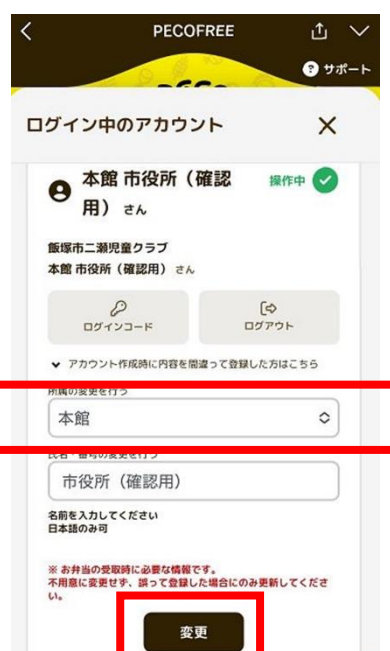 PECOFREE
サポート
ログイン中のアカウント
本館 市役所（確認
用） さん
操作中
飯塚市二瀬児童クラブ
本館 市役所（確認用） さん
ログインコード
ログアウト
アカウント作成時に内容を間違って登録した方はこちら
所属の変更を行う
本館
氏名・番号の変更を行う
市役所（確認用）
名前を入力してください
日本語のみ可
※ お弁当の受取時に必要な情報です。
不用意に変更せず、誤って登録した場合にのみ更新してくださ
い。
変更